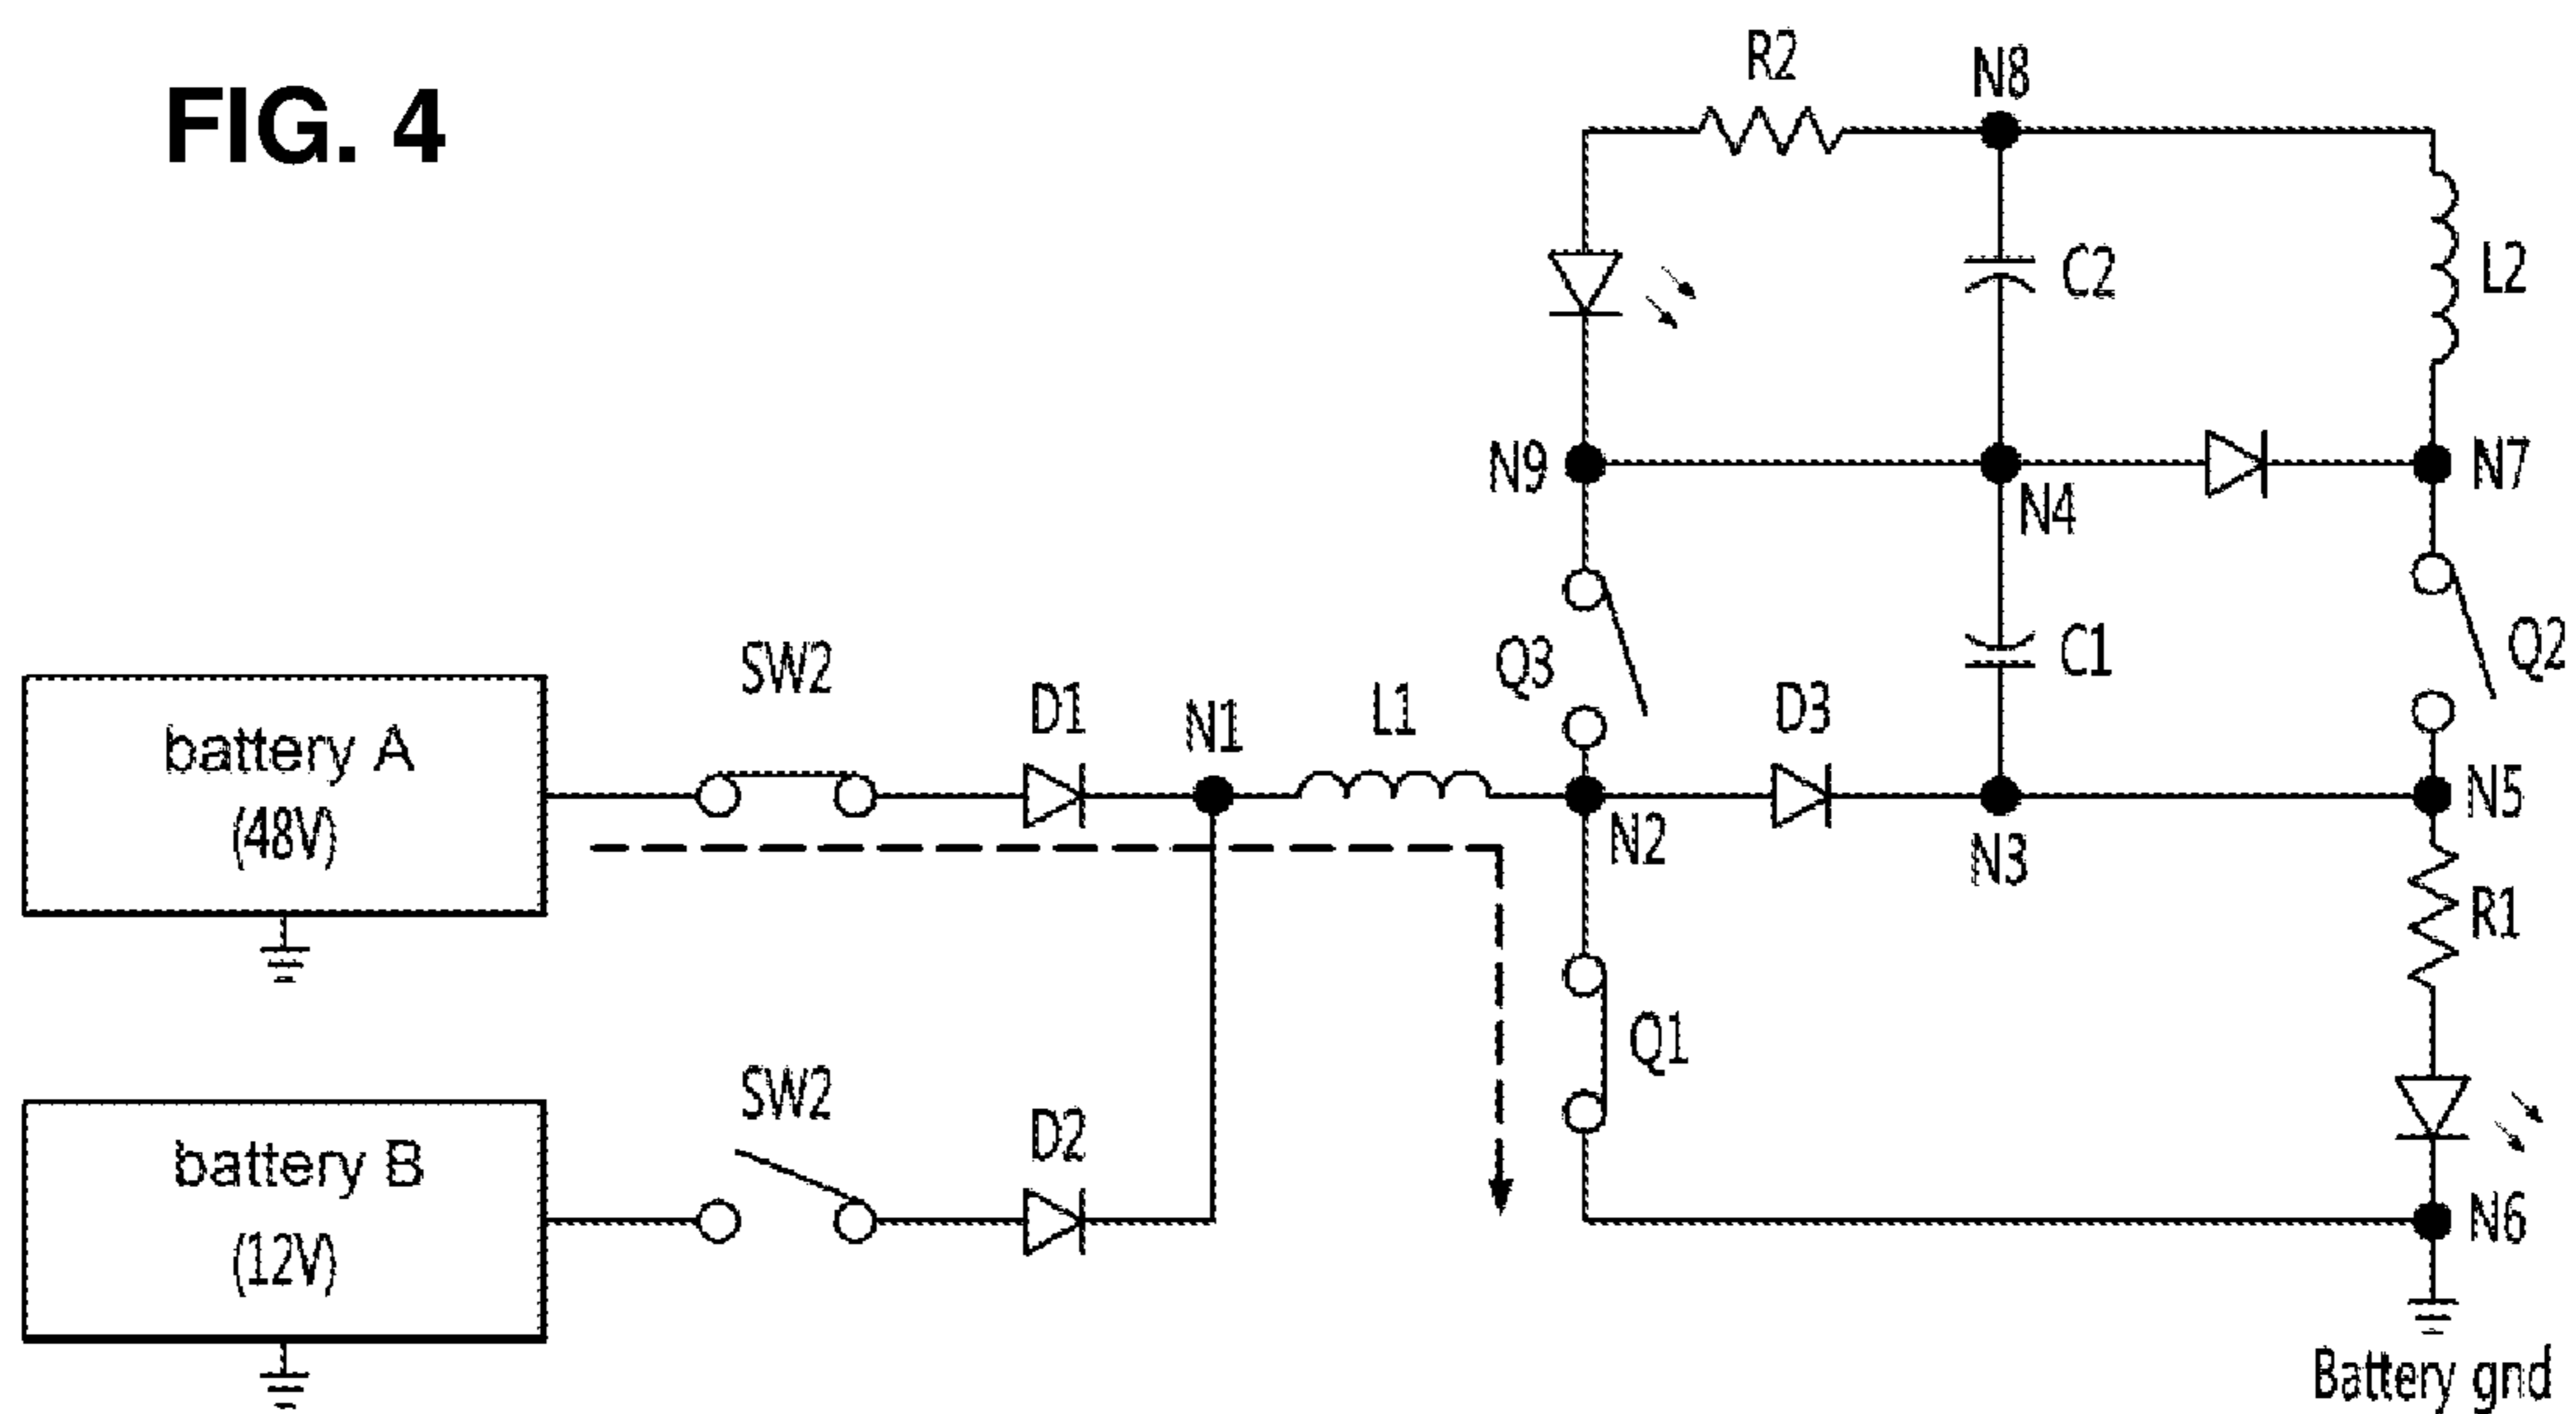 FIG. 4
R2
N8
C2
L2
N9
N4
N7
Q3
C1
Q2
battery A
(48V)
SW2
D1
N1
L1
N2
D3
N3
N5
R1
battery B
(12V)
SW2
D2
Q1
N6
Battery gnd